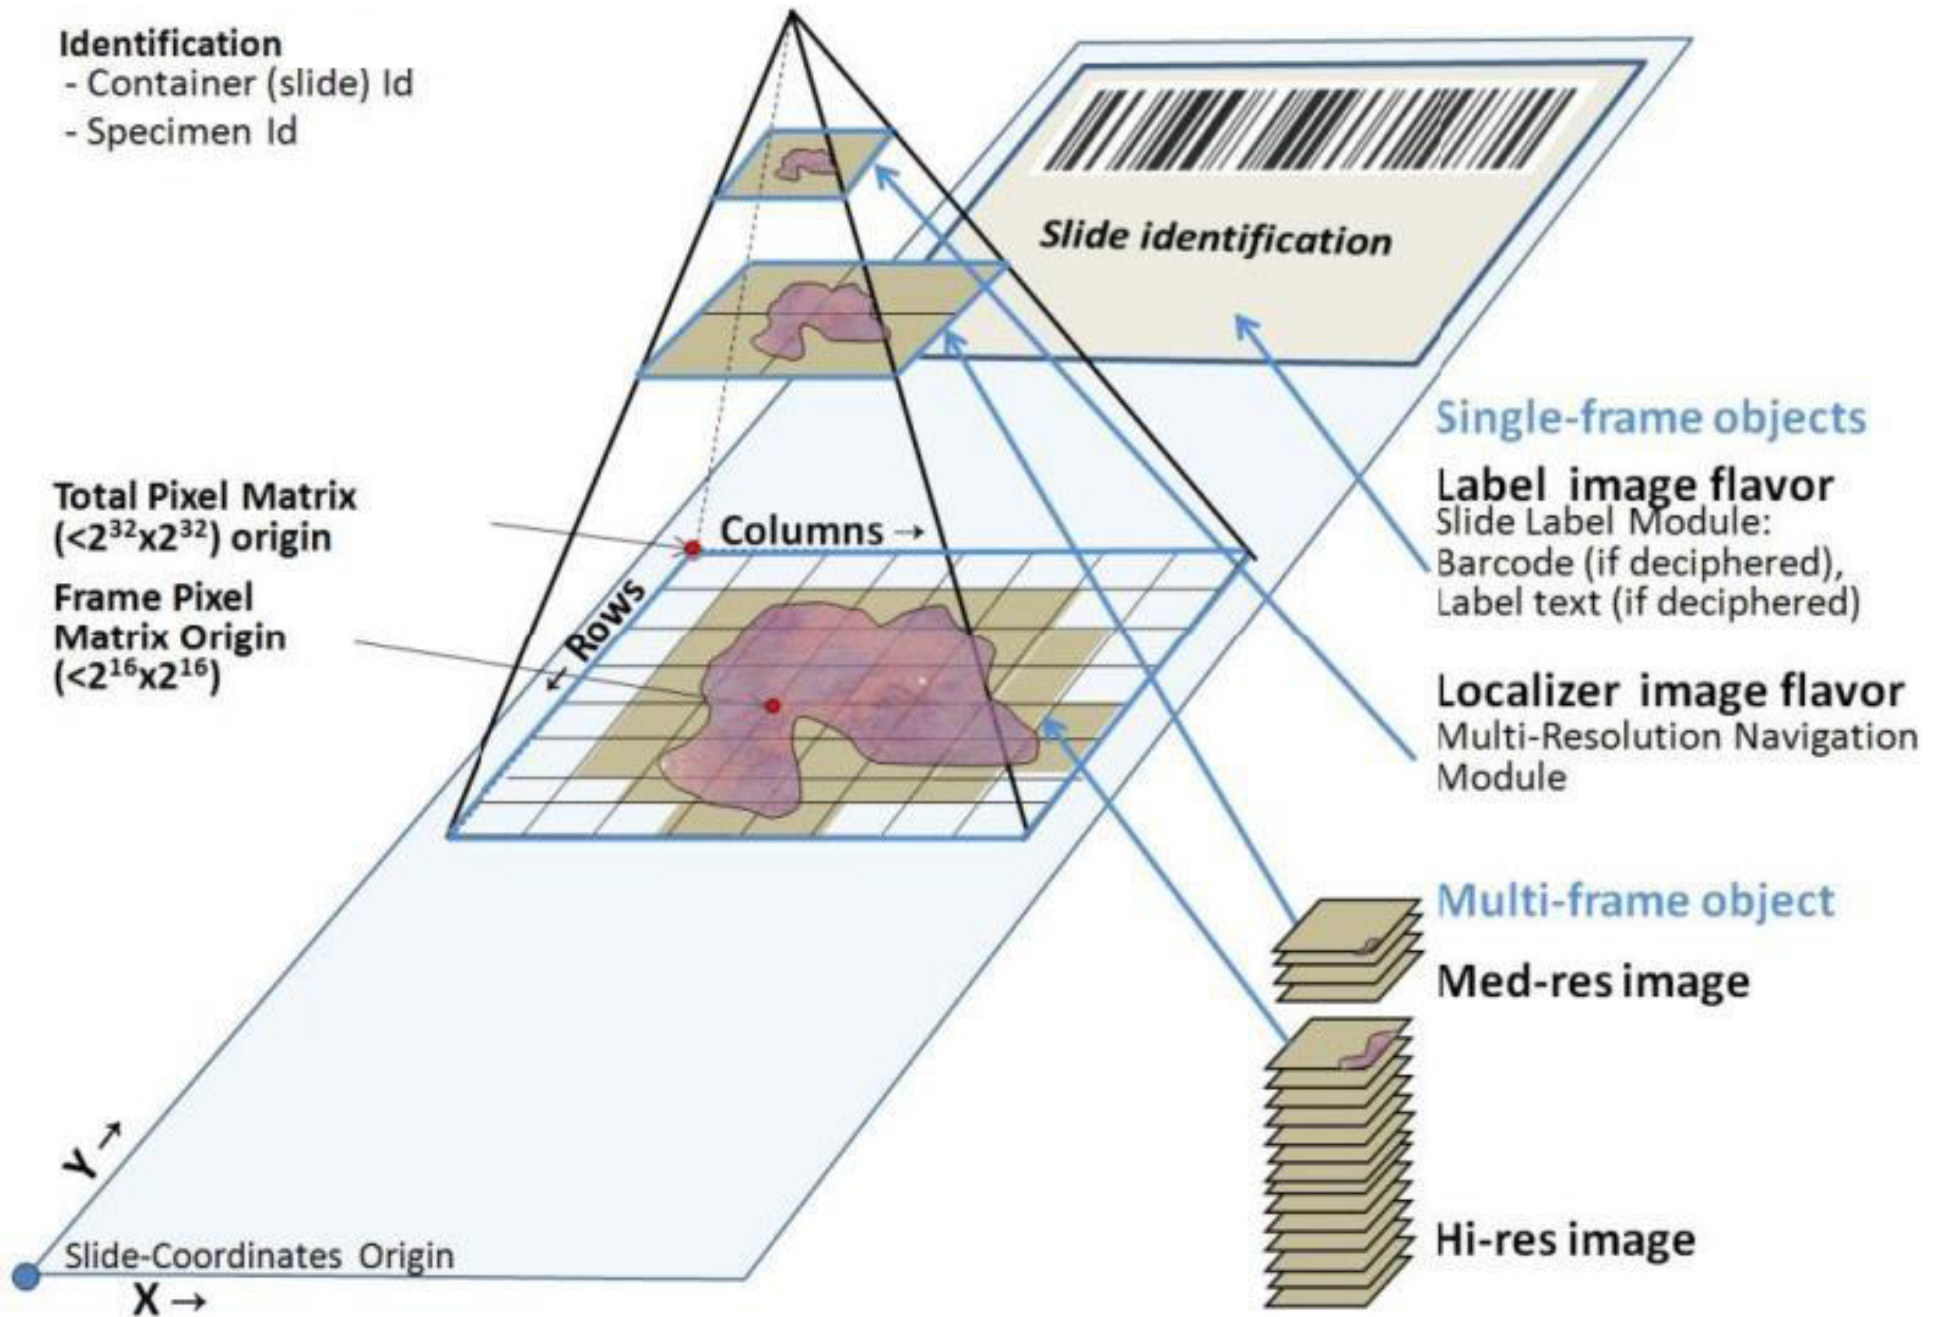 Identification
- Container (slide) Id
- Specimen Id
Slide identification
Total Pixel Matrix
(<2³²x2³²) origin
Frame Pixel
Matrix Origin
(<2¹⁶x2¹⁶)
Columns →
← Rows
Single-frame objects
Label image flavor
Slide Label Module:
Barcode (if deciphered),
Label text (if deciphered)
Localizer image flavor
Multi-Resolution Navigation
Module
Multi-frame object
Med-res image
Hi-res image
Y →
Slide-Coordinates Origin
X →